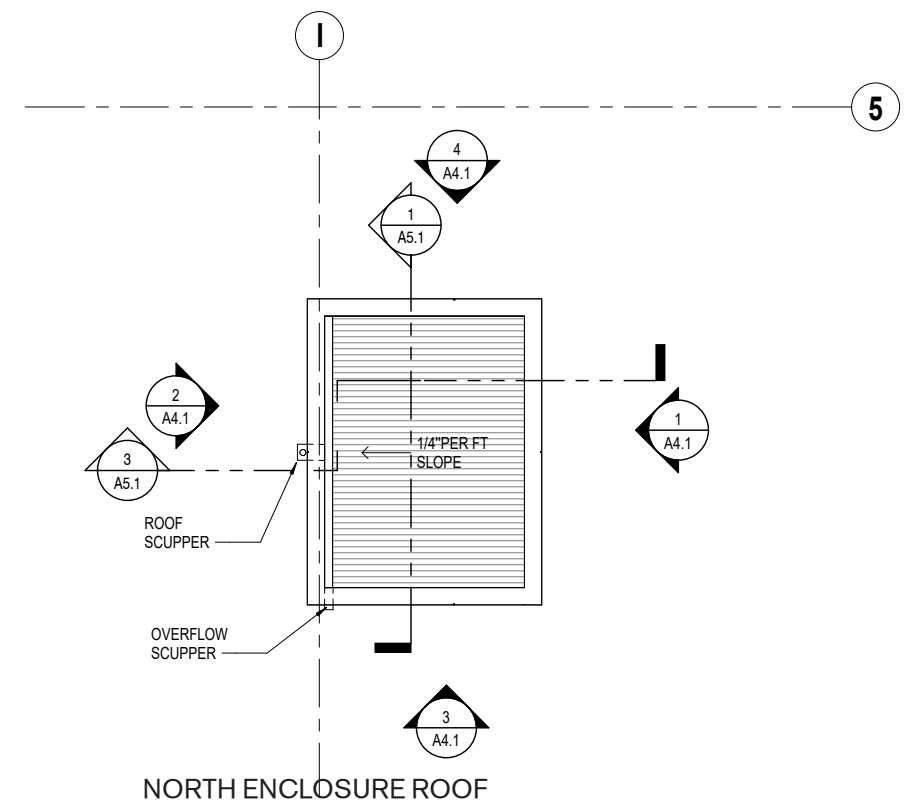 I
5
4
A4.1
1
A5.1
2
A4.1
1
A4.1
3
A5.1
1/4"PER FT
SLOPE
ROOF
SCUPPER
OVERFLOW
SCUPPER
3
A4.1
NORTH ENCLOSURE ROOF